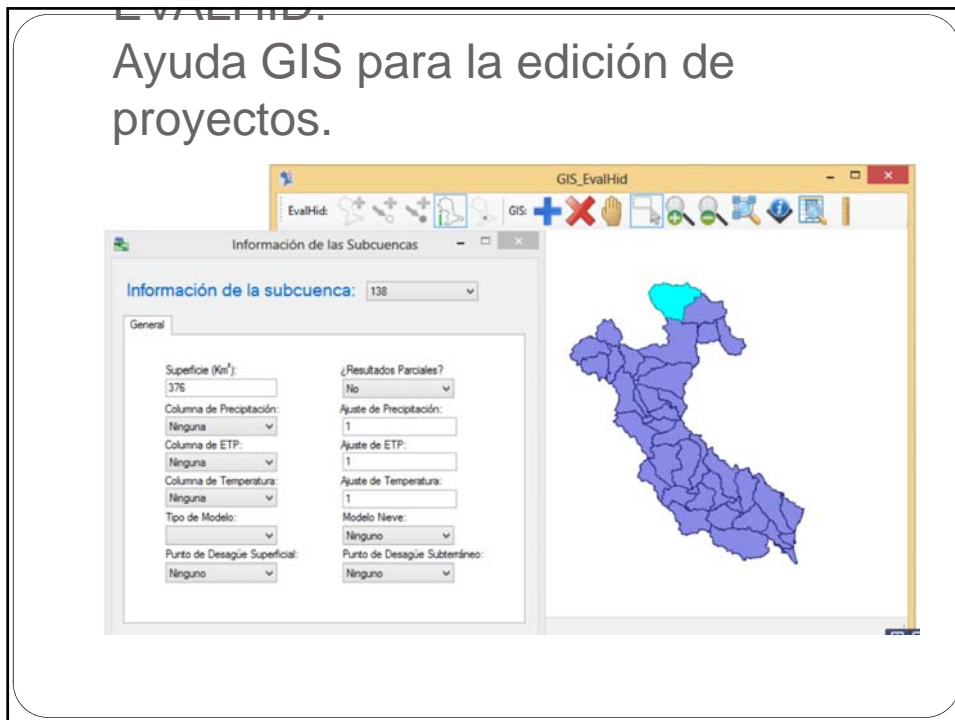 EVALHID.
Ayuda GIS para la edición de
proyectos.
GIS_EvalHid
EvalHid:
GIS:
Información de las Subcuencas
Información de la subcuenca: 138
General
Superficie (Km²): ¿Resultados Parciales?
376 No
Columna de Precipitación: Ajuste de Precipitación:
Ninguna 1
Columna de ETP: Ajuste de ETP:
Ninguna 1
Columna de Temperatura: Ajuste de Temperatura:
Ninguna 1
Tipo de Modelo: Modelo Nieve:
Ninguno
Punto de Desagüe Superficial: Punto de Desagüe Subterráneo:
Ninguno Ninguno